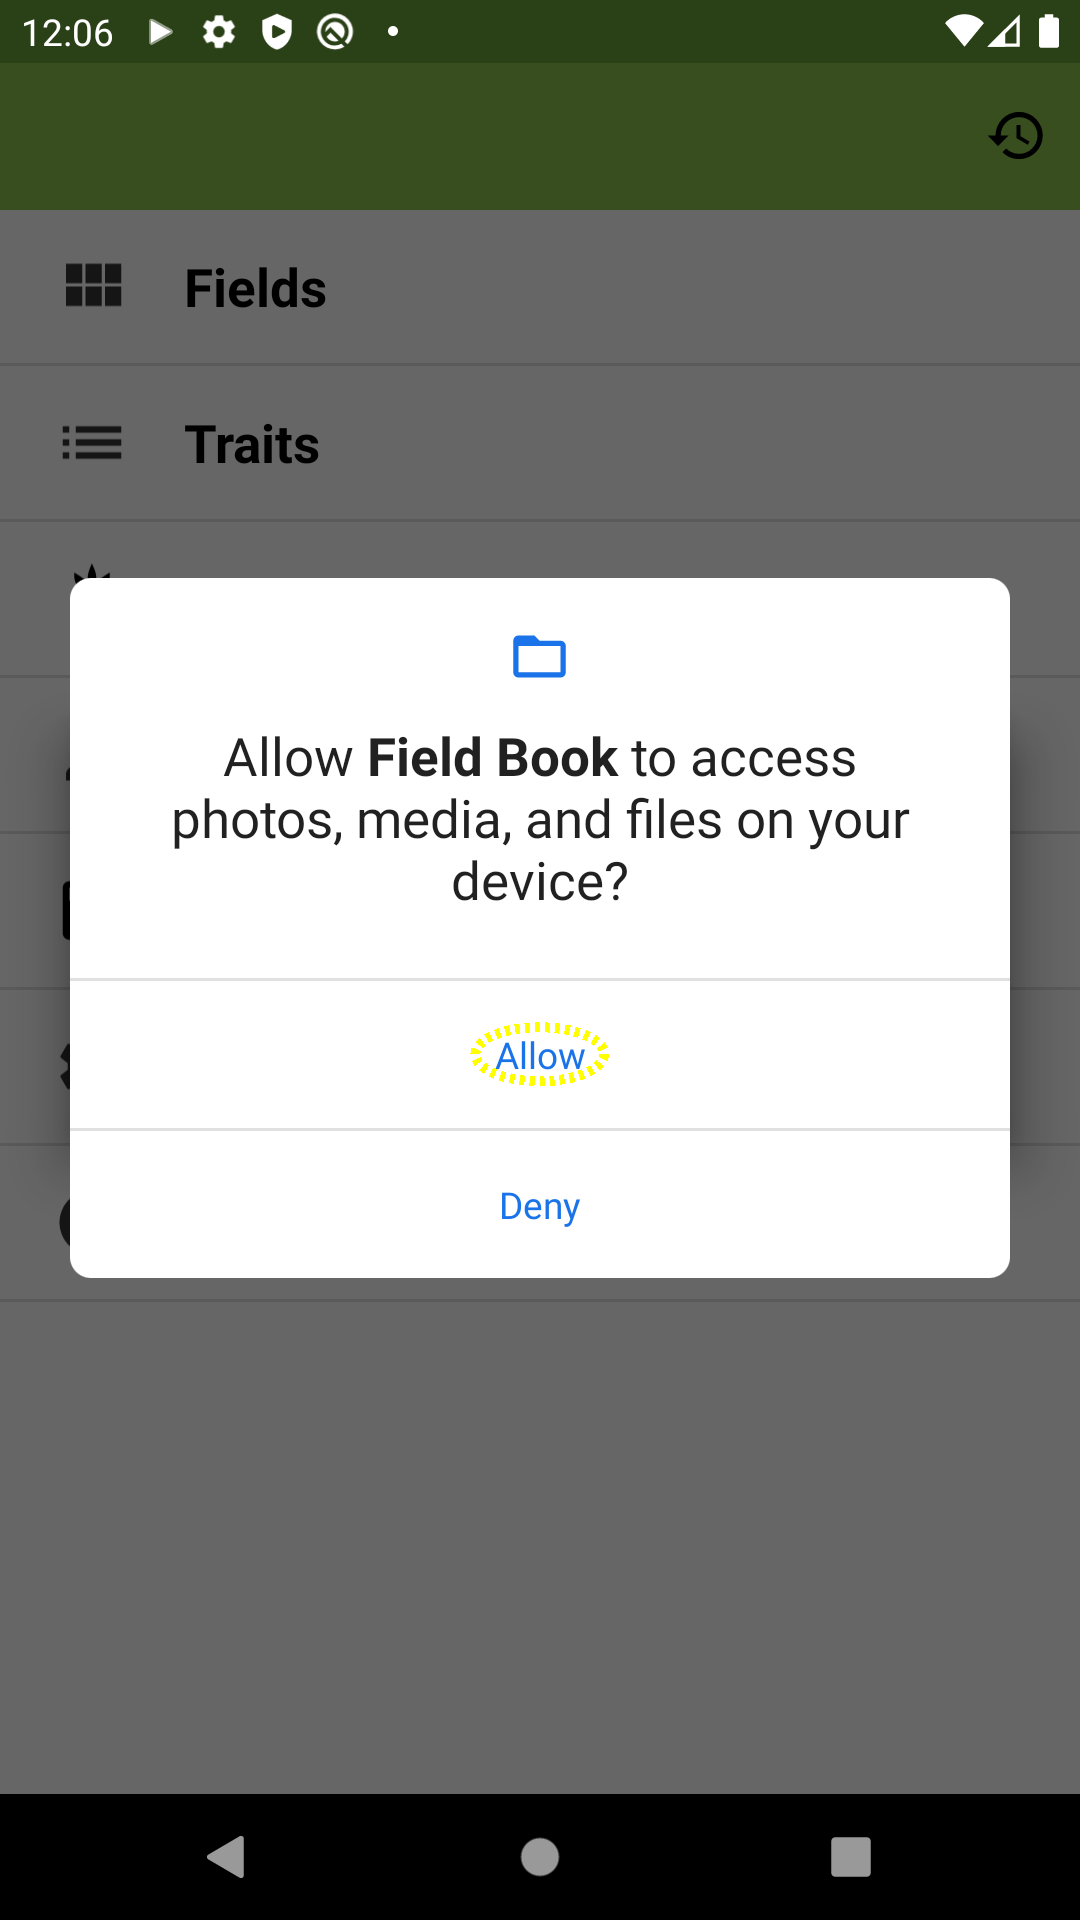 12:06
Fields
Traits
Allow Field Book to access
photos, media, and files on your
device?
Allow
Deny